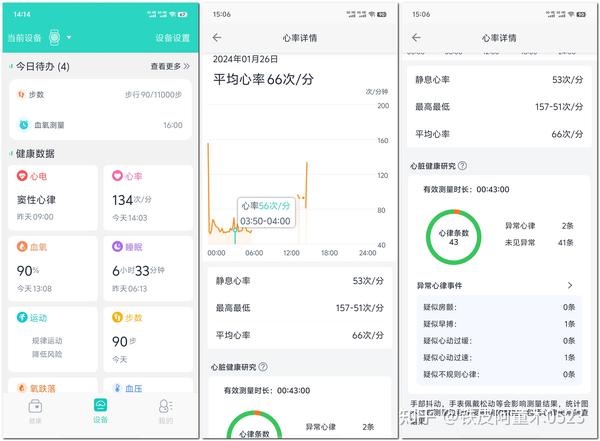 14:14
92
当前设备
设备设置
今日待办 (4)
查看更多
步数
步行90/11000步
血氧测量
16:00
健康数据
心电
窦性心律
昨天09:00
心率
134次/分
今天14:03
血氧
90%
今天13:08
睡眠
6小时33分钟
昨天06:13
运动
规律运动
降低风险
步数
90步
今天
氧跌落
血压
健康
设备
我的
15:06
90
心率详情
2024年01月26日
平均心率 66次/分
次/分钟
200
160
120
80
40
心率56次/分
03:50-04:00
00:00
06:00
12:00
18:00
24:00
静息心率
53次/分
最高最低
157-51次/分
平均心率
66次/分
心脏健康研究
有效测量时长：00:43:00
心律条数
异常心律
2条
15:06
90
心率详情
静息心率
53次/分
最高最低
157-51次/分
平均心率
66次/分
心脏健康研究
有效测量时长：00:43:00
心律条数
43
异常心律
2条
未见异常
41条
异常心律事件
疑似房颤：
0条
疑似早搏：
1条
疑似心动过缓：
0条
疑似心动过速：
1条
疑似不规则心律：
0条
手部抖动，手表佩戴松动等会影响测量结果，统计图
知乎 @铁皮阿童木0525